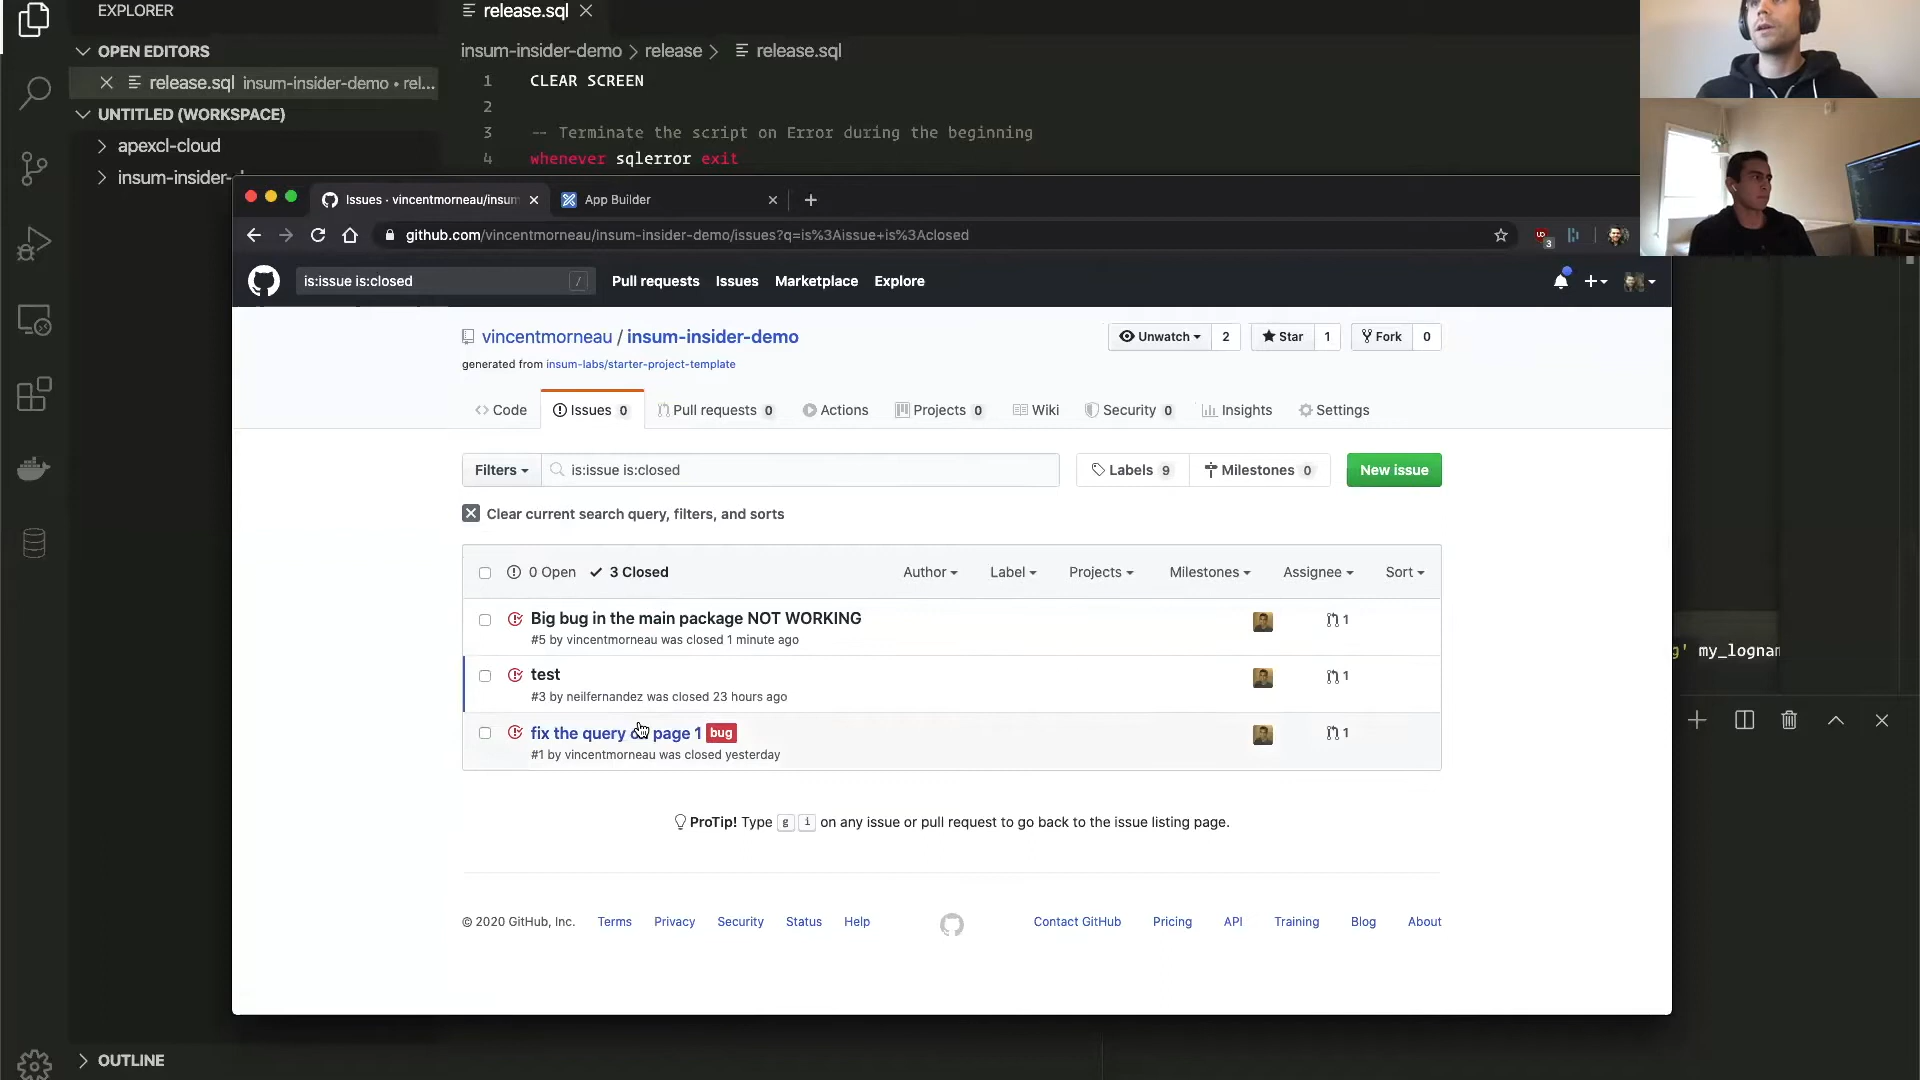 EXPLORER
release.sql
OPEN EDITORS
release.sql insum-insider-demo • rel...
UNTITLED (WORKSPACE)
apexcl-cloud
insum-insider-
insum-insider-demo > release > release.sql
1 CLEAR SCREEN
2
3 -- Terminate the script on Error during the beginning
4 whenever sqlerror exit
Issues · vincentmorneau/insum
App Builder
github.com/vincentmorneau/insum-insider-demo/issues?q=is%3Aissue+is%3Aclosed
3
is:issue is:closed /
Pull requests Issues Marketplace Explore
vincentmorneau / insum-insider-demo
Unwatch 2 Star 1 Fork 0
generated from insum-labs/starter-project-template
Code Issues 0 Pull requests 0 Actions Projects 0 Wiki Security 0 Insights Settings
Filters is:issue is:closed Labels 9 Milestones 0 New issue
Clear current search query, filters, and sorts
0 Open 3 Closed Author Label Projects Milestones Assignee Sort
Big bug in the main package NOT WORKING 1
#5 by vincentmorneau was closed 1 minute ago
test 1
#3 by neilfernandez was closed 23 hours ago
fix the query page 1 bug 1
#1 by vincentmorneau was closed yesterday
ProTip! Type g i on any issue or pull request to go back to the issue listing page.
© 2020 GitHub, Inc. Terms Privacy Security Status Help Contact GitHub Pricing API Training Blog About
g' my_lognam
OUTLINE